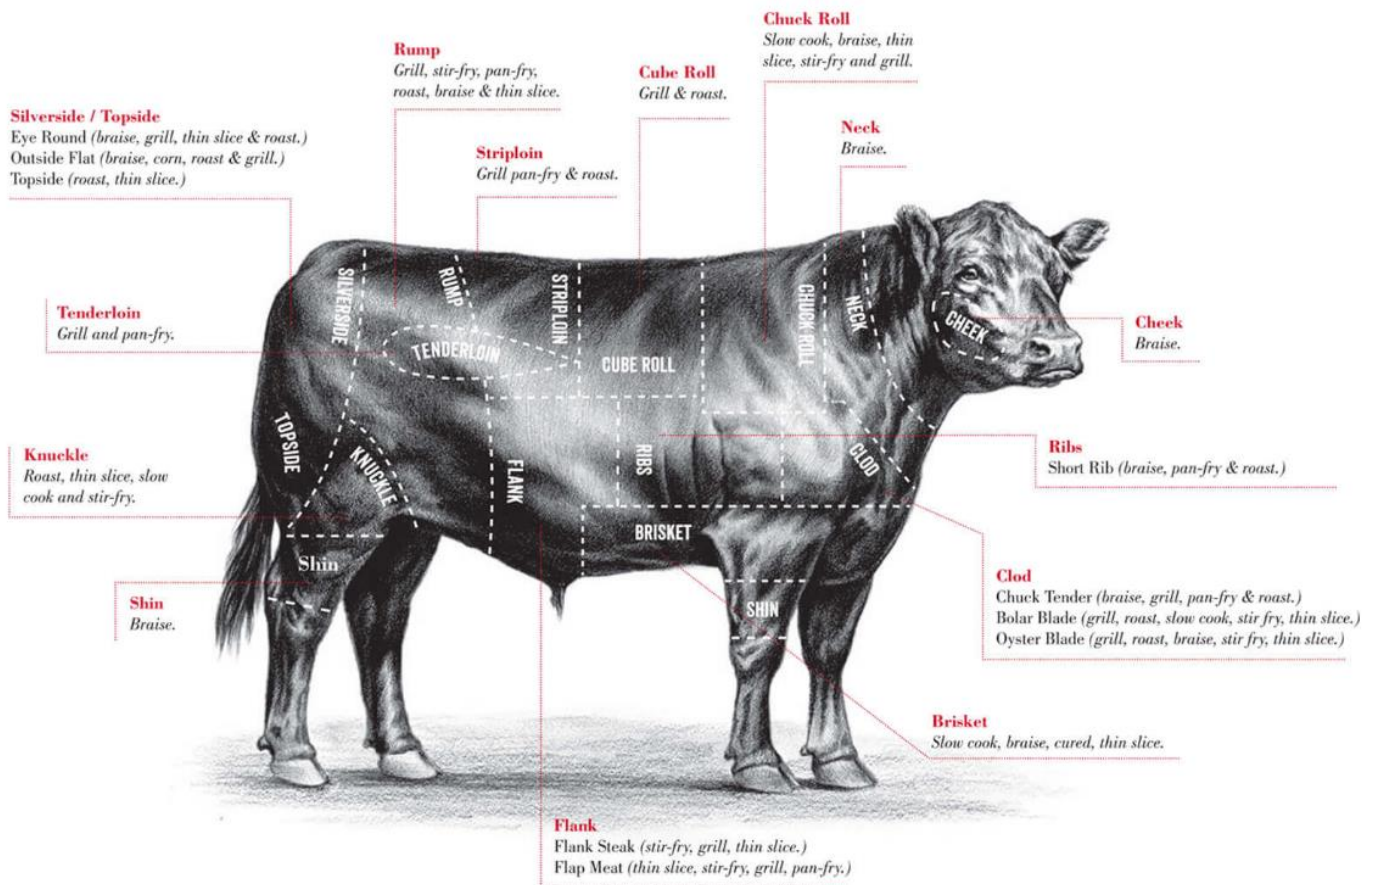 Chuck Roll
Slow cook, braise, thin
slice, stir-fry and grill.
Rump
Grill, stir-fry, pan-fry,
roast, braise & thin slice.
Cube Roll
Grill & roast.
Silverside / Topside
Eye Round (braise, grill, thin slice & roast.)
Outside Flat (braise, corn, roast & grill.)
Topside (roast, thin slice.)
Neck
Braise.
Striploin
Grill pan-fry & roast.
SILVERSIDE
RUMP
STRIPLOIN
CHUCK ROLL
NECK
CHEEK
Tenderloin
Grill and pan-fry.
TENDERLOIN
CUBE ROLL
Cheek
Braise.
TOPSIDE
KNUCKLE
FLANK
RIBS
CLOD
Knuckle
Roast, thin slice, slow
cook and stir-fry.
Ribs
Short Rib (braise, pan-fry & roast.)
BRISKET
Shin
SHIN
Shin
Braise.
Clod
Chuck Tender (braise, grill, pan-fry & roast.)
Bolar Blade (grill, roast, slow cook, stir fry, thin slice.)
Oyster Blade (grill, roast, braise, stir fry, thin slice.)
Brisket
Slow cook, braise, cured, thin slice.
Flank
Flank Steak (stir-fry, grill, thin slice.)
Flap Meat (thin slice, stir-fry, grill, pan-fry.)